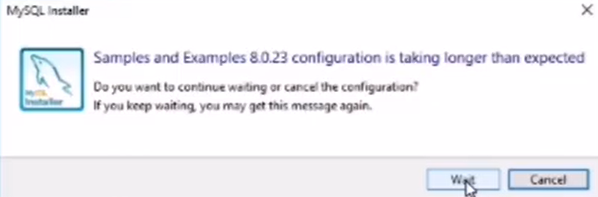 MySQL Installer
Samples and Examples 8.0.23 configuration is taking longer than expected
Do you want to continue waiting or cancel the configuration?
If you keep waiting, you may get this message again.
MySQL
Installer
Wait
Cancel